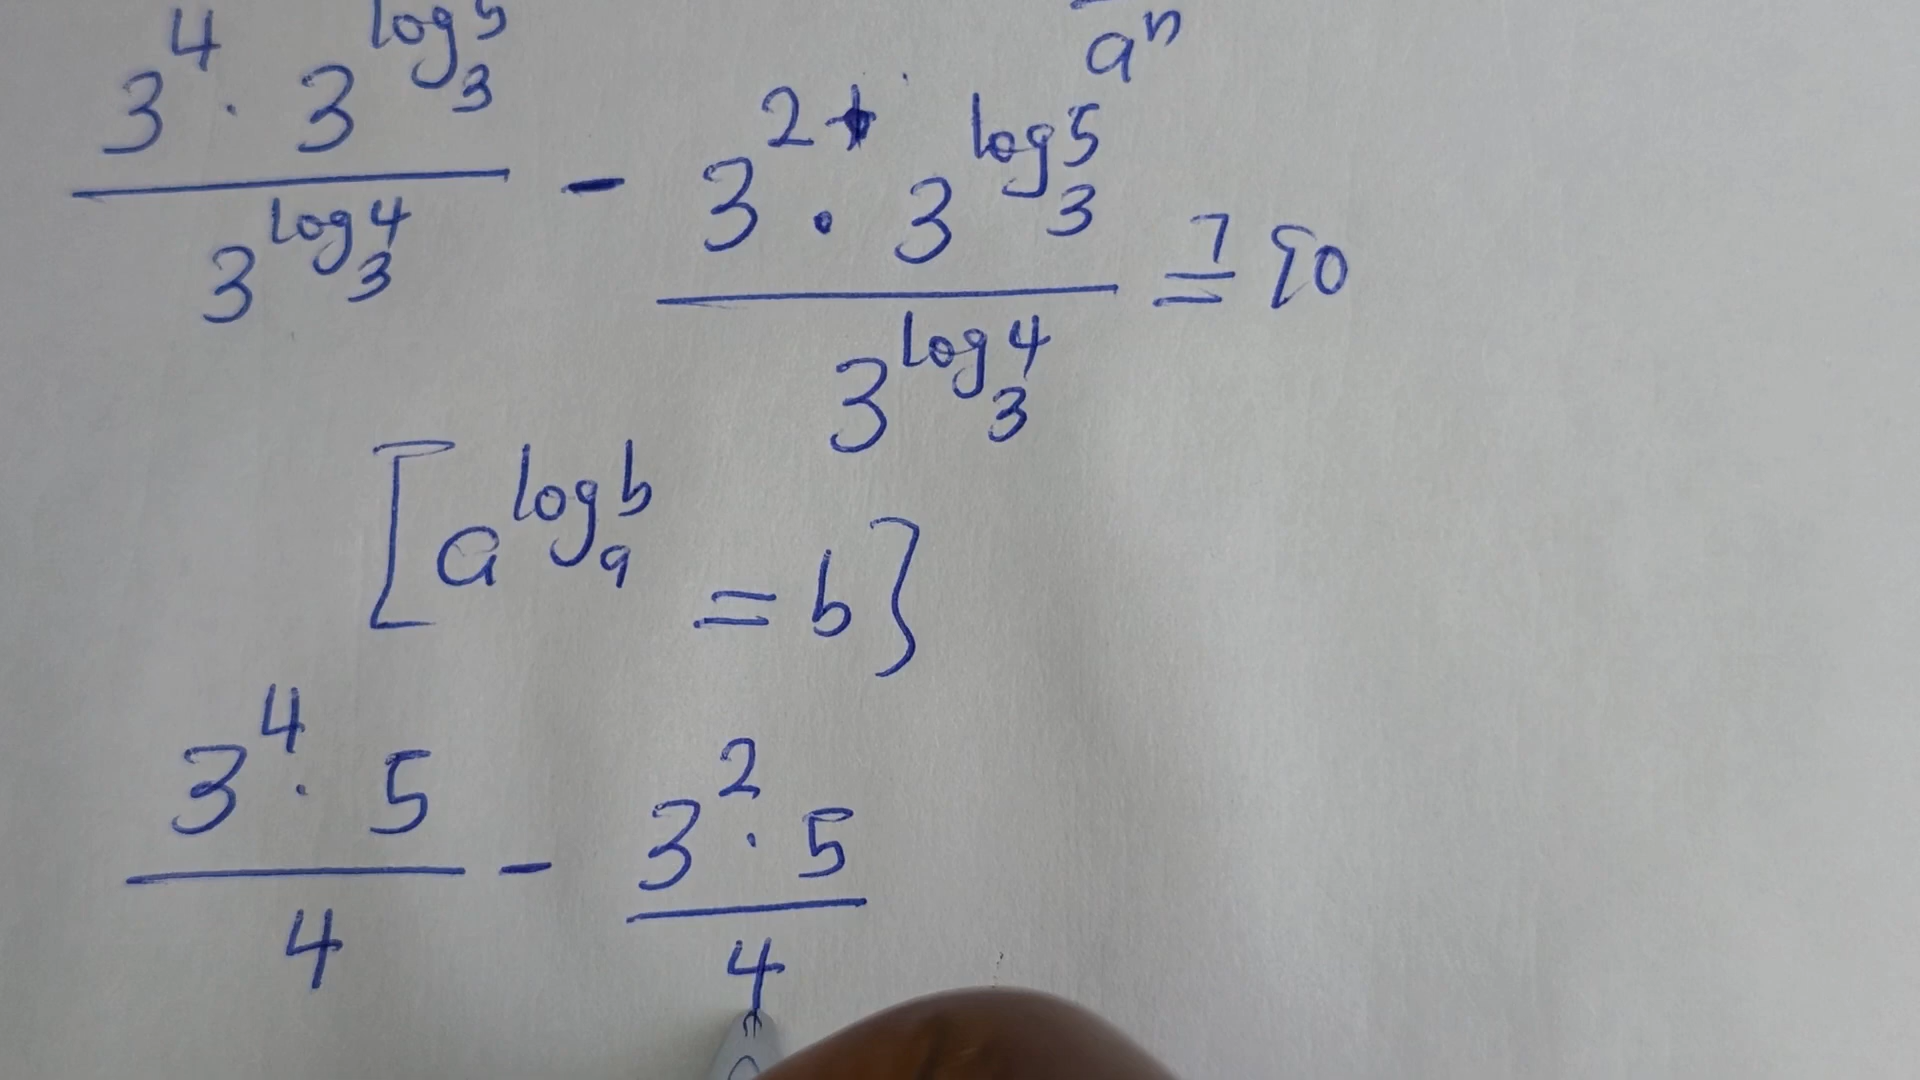 a^n
3^4 · 3^(log_3 5) / 3^(log_3 4) - 3^2 · 3^(log_3 5) / 3^(log_3 4) =? 90
[a^(log_a b) = b}
3^4 · 5 / 4 - 3^2 · 5 / 4